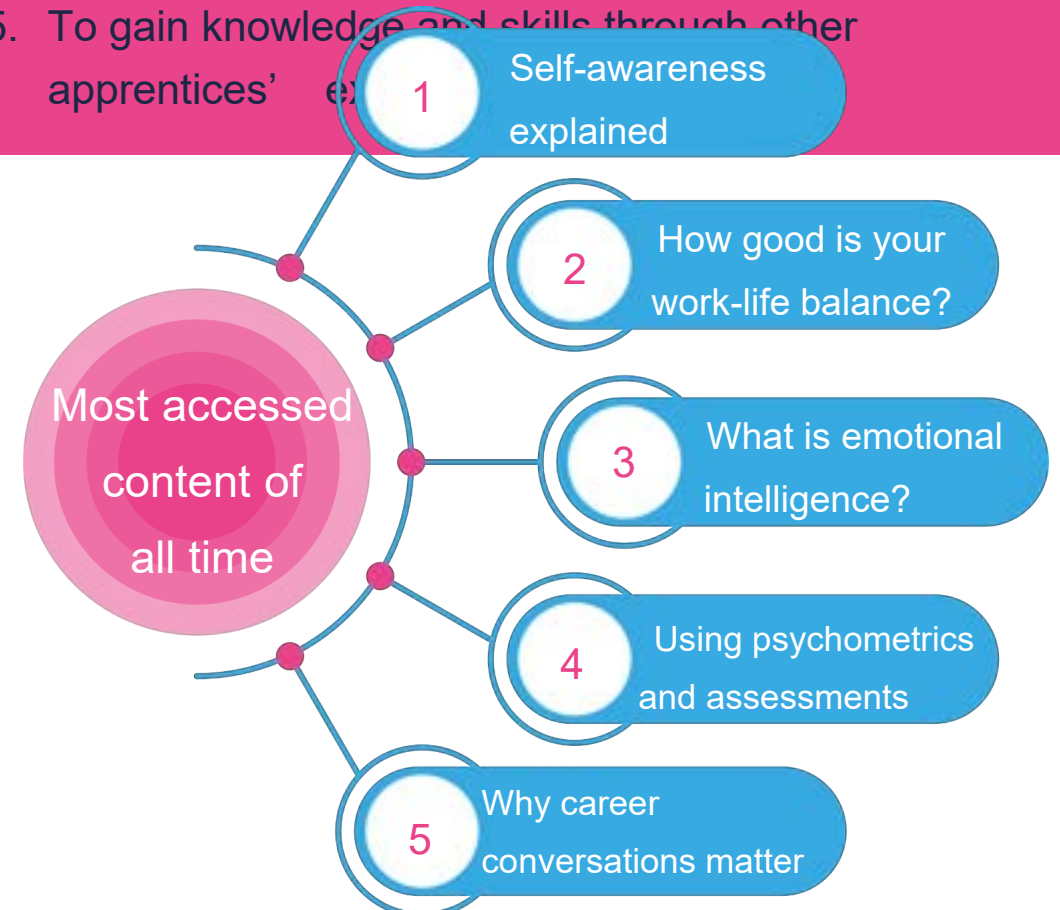 5. To gain knowledge and skills through other
apprentices’
1
Self-awareness
explained
2
How good is your
work-life balance?
Most accessed
content of
all time
3
What is emotional
intelligence?
4
Using psychometrics
and assessments
5
Why career
conversations matter